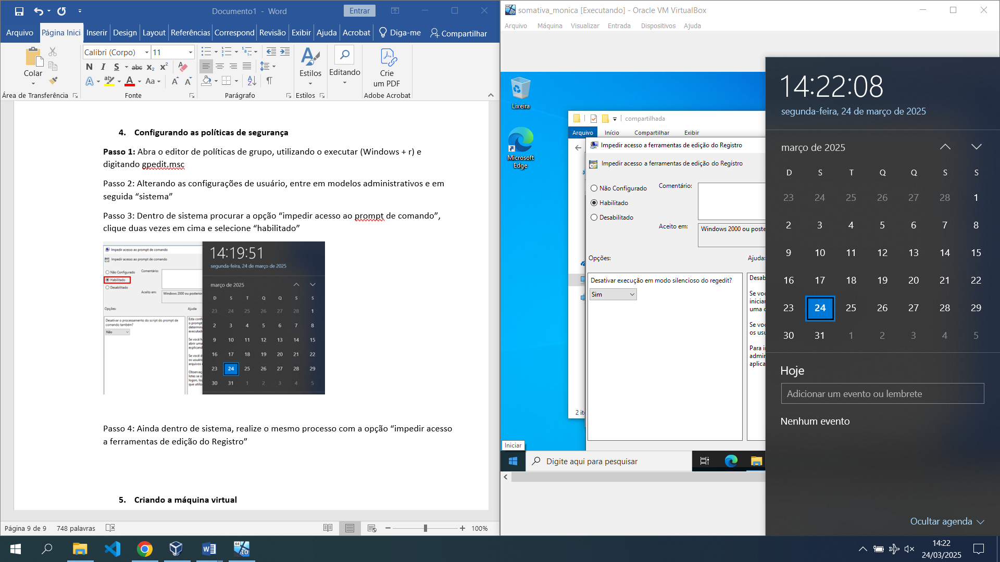 Documento1 - Word
Entrar
Arquivo
Página Inici
Inserir
Design
Layout
Referências
Correspond
Revisão
Exibir
Ajuda
Acrobat
Diga-me
Compartilhar
Colar
Área de Transferência
Calibri (Corpo)
11
N
I
S
abc
x₂
x²
A
ab
A
Aa
A
A
Fonte
Parágrafo
Estilos
Estilos
Editando
Crie
um PDF
Adobe Acrobat
4. Configurando as políticas de segurança
Passo 1: Abra o editor de políticas de grupo, utilizando o executar (Windows + r) e
digitando gpedit.msc
Passo 2: Alterando as configurações de usuário, entre em modelos administrativos e em
seguida “sistema”
Passo 3: Dentro de sistema procurar a opção “impedir acesso ao prompt de comando”,
clique duas vezes em cima e selecione “habilitado”
Impedir acesso ao prompt de comando
Impedir acesso ao prompt de comando
Não Configurado
Habilitado
Desabilitado
Comentário:
Aceito em:
Windows 2000 ou posterior
Opções:
Ajuda:
Desativar o processamento do script do prompt de
comando também?
Não
14:19:51
segunda-feira, 24 de março de 2025
março de 2025
D S T Q Q S S
23 24 25 26 27 28 1
2 3 4 5 6 7 8
9 10 11 12 13 14 15
16 17 18 19 20 21 22
23 24 25 26 27 28 29
30 31 1 2 3 4 5
Passo 4: Ainda dentro de sistema, realize o mesmo processo com a opção “impedir acesso
a ferramentas de edição do Registro”
5. Criando a máquina virtual
Página 9 de 9
748 palavras
100%
somativa_monica [Executando] - Oracle VM VirtualBox
Arquivo
Máquina
Visualizar
Entrada
Dispositivos
Ajuda
Lixeira
Microsoft
Edge
compartilhada
Arquivo
Início
Compartilhar
Exibir
Impedir acesso a ferramentas de edição do Registro
Impedir acesso a ferramentas de edição do Registro
Não Configurado
Habilitado
Desabilitado
Comentário:
Aceito em:
Windows 2000 ou poste
Opções:
Ajuda:
Desativar execução em modo silencioso do regedit?
Sim
Desab
Se voc
iniciar
uma c
Se voc
os usu
Para ir
admir
aplica
2 ite
Iniciar
Digite aqui para pesquisar
14:22:08
segunda-feira, 24 de março de 2025
março de 2025
D S T Q Q S S
23 24 25 26 27 28 1
2 3 4 5 6 7 8
9 10 11 12 13 14 15
16 17 18 19 20 21 22
23 24 25 26 27 28 29
30 31 1 2 3 4 5
Hoje
Adicionar um evento ou lembrete
Nenhum evento
Ocultar agenda
14:22
24/03/2025